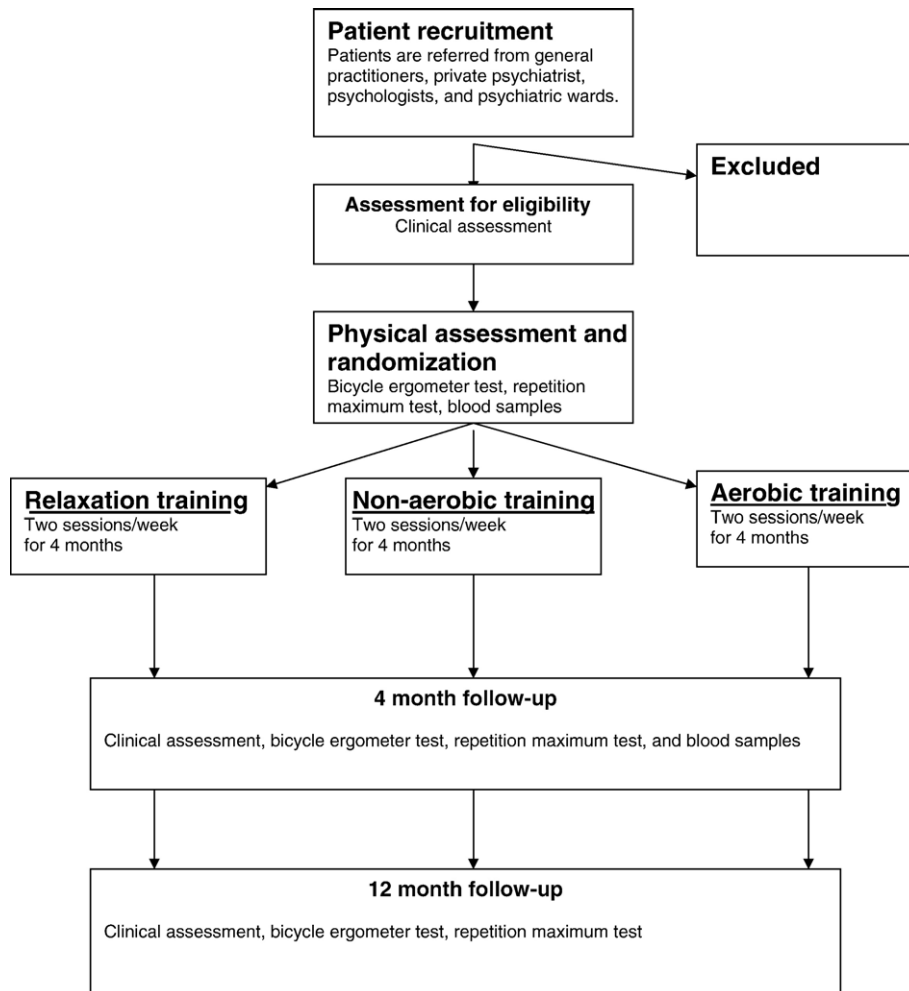 Patient recruitment
Patients are referred from general
practitioners, private psychiatrist,
psychologists, and psychiatric wards.
Excluded
Assessment for eligibility
Clinical assessment
Physical assessment and
randomization
Bicycle ergometer test, repetition
maximum test, blood samples
Relaxation training
Two sessions/week
for 4 months
Non-aerobic training
Two sessions/week
for 4 months
Aerobic training
Two sessions/week
for 4 months
4 month follow-up
Clinical assessment, bicycle ergometer test, repetition maximum test, and blood samples
12 month follow-up
Clinical assessment, bicycle ergometer test, repetition maximum test